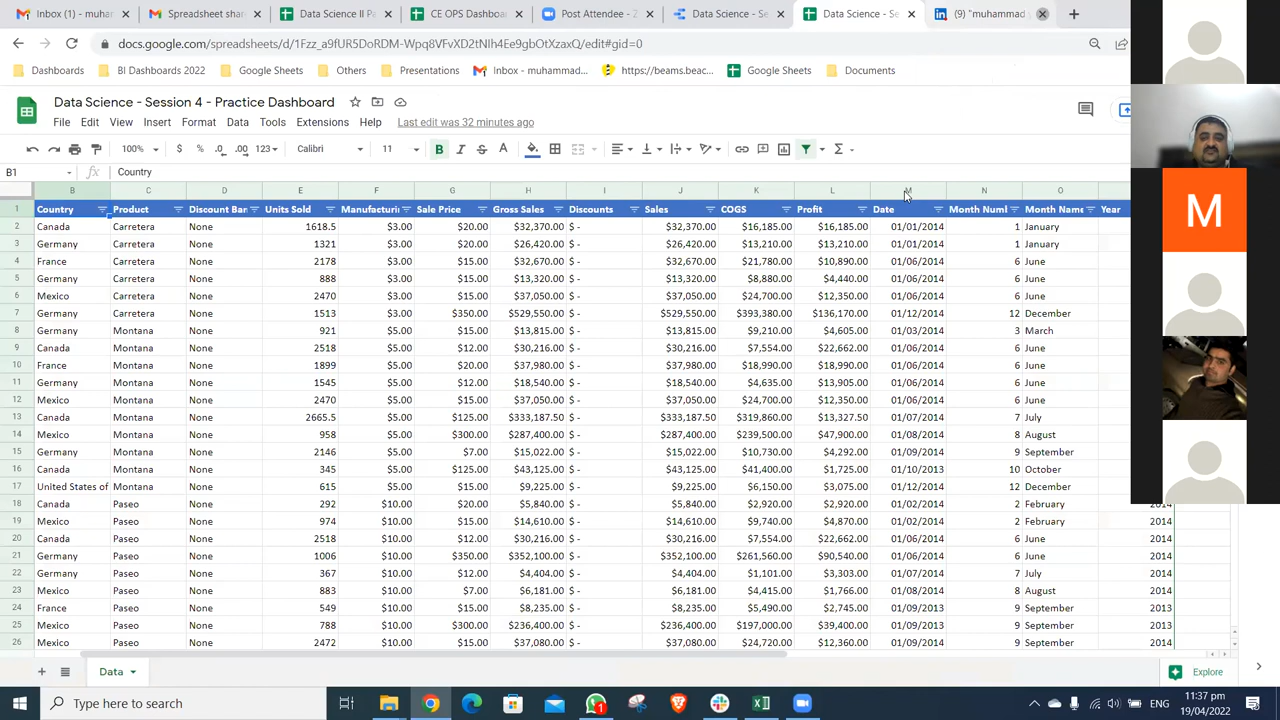 Inbox (1) - muhammad
Spreadsheet sh
Data Science II Pa
CE OPS Dashboa
Post Attendee - Z
Data Science - Se
Data Science - Se
(9) "muhammad
docs.google.com/spreadsheets/d/1Fzz_a9fUR5DoRDM-Wpq8VFvXD2tNIh4Ee9gbOtXzaxQ/edit#gid=0
Dashboards BI Dashboards 2022 Google Sheets Others Presentations Inbox - muhammad... https://beams.beac... Google Sheets Documents
Data Science - Session 4 - Practice Dashboard
File Edit View Insert Format Data Tools Extensions Help Last edit was 32 minutes ago
100% $ % .0 .00 123 Calibri 11 B I S A
B1 fx Country
B C D E F G H I J K L M N O
1 Country Product Discount Ban Units Sold Manufacturin Sale Price Gross Sales Discounts Sales COGS Profit Date Month Numb Month Name Year
2 Canada Carretera None 1618.5 $3.00 $20.00 $32,370.00 $ - $32,370.00 $16,185.00 $16,185.00 01/01/2014 1 January
3 Germany Carretera None 1321 $3.00 $20.00 $26,420.00 $ - $26,420.00 $13,210.00 $13,210.00 01/01/2014 1 January
4 France Carretera None 2178 $3.00 $15.00 $32,670.00 $ - $32,670.00 $21,780.00 $10,890.00 01/06/2014 6 June
5 Germany Carretera None 888 $3.00 $15.00 $13,320.00 $ - $13,320.00 $8,880.00 $4,440.00 01/06/2014 6 June
6 Mexico Carretera None 2470 $3.00 $15.00 $37,050.00 $ - $37,050.00 $24,700.00 $12,350.00 01/06/2014 6 June
7 Germany Carretera None 1513 $3.00 $350.00 $529,550.00 $ - $529,550.00 $393,380.00 $136,170.00 01/12/2014 12 December
8 Germany Montana None 921 $5.00 $15.00 $13,815.00 $ - $13,815.00 $9,210.00 $4,605.00 01/03/2014 3 March
9 Canada Montana None 2518 $5.00 $12.00 $30,216.00 $ - $30,216.00 $7,554.00 $22,662.00 01/06/2014 6 June
10 France Montana None 1899 $5.00 $20.00 $37,980.00 $ - $37,980.00 $18,990.00 $18,990.00 01/06/2014 6 June
11 Germany Montana None 1545 $5.00 $12.00 $18,540.00 $ - $18,540.00 $4,635.00 $13,905.00 01/06/2014 6 June
12 Mexico Montana None 2470 $5.00 $15.00 $37,050.00 $ - $37,050.00 $24,700.00 $12,350.00 01/06/2014 6 June
13 Canada Montana None 2665.5 $5.00 $125.00 $333,187.50 $ - $333,187.50 $319,860.00 $13,327.50 01/07/2014 7 July
14 Mexico Montana None 958 $5.00 $300.00 $287,400.00 $ - $287,400.00 $239,500.00 $47,900.00 01/08/2014 8 August
15 Germany Montana None 2146 $5.00 $7.00 $15,022.00 $ - $15,022.00 $10,730.00 $4,292.00 01/09/2014 9 September
16 Canada Montana None 345 $5.00 $125.00 $43,125.00 $ - $43,125.00 $41,400.00 $1,725.00 01/10/2013 10 October
17 United States of Montana None 615 $5.00 $15.00 $9,225.00 $ - $9,225.00 $6,150.00 $3,075.00 01/12/2014 12 December
18 Canada Paseo None 292 $10.00 $20.00 $5,840.00 $ - $5,840.00 $2,920.00 $2,920.00 01/02/2014 2 February 2014
19 Mexico Paseo None 974 $10.00 $15.00 $14,610.00 $ - $14,610.00 $9,740.00 $4,870.00 01/02/2014 2 February 2014
20 Canada Paseo None 2518 $10.00 $12.00 $30,216.00 $ - $30,216.00 $7,554.00 $22,662.00 01/06/2014 6 June 2014
21 Germany Paseo None 1006 $10.00 $350.00 $352,100.00 $ - $352,100.00 $261,560.00 $90,540.00 01/06/2014 6 June 2014
22 Germany Paseo None 367 $10.00 $12.00 $4,404.00 $ - $4,404.00 $1,101.00 $3,303.00 01/07/2014 7 July 2014
23 Mexico Paseo None 883 $10.00 $7.00 $6,181.00 $ - $6,181.00 $4,415.00 $1,766.00 01/08/2014 8 August 2014
24 France Paseo None 549 $10.00 $15.00 $8,235.00 $ - $8,235.00 $5,490.00 $2,745.00 01/09/2013 9 September 2013
25 Mexico Paseo None 788 $10.00 $300.00 $236,400.00 $ - $236,400.00 $197,000.00 $39,400.00 01/09/2013 9 September 2013
26 Mexico Paseo None 2472 $10.00 $15.00 $37,080.00 $ - $37,080.00 $24,720.00 $12,360.00 01/09/2014 9 September 2014
M
Data
Explore
Type here to search
1
11:37 pm
19/04/2022